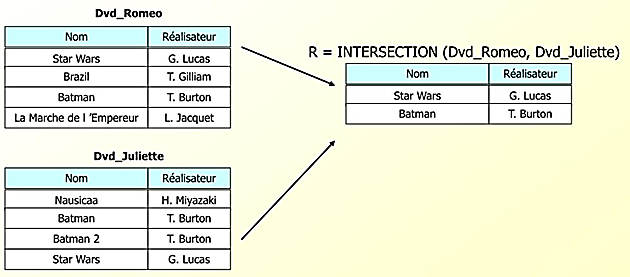 Dvd_Romeo
Nom Réalisateur
Star Wars G. Lucas
Brazil T. Gilliam
Batman T. Burton
La Marche de l 'Empereur L. Jacquet
Dvd_Juliette
Nom Réalisateur
Nausicaa H. Miyazaki
Batman T. Burton
Batman 2 T. Burton
Star Wars G. Lucas
R = INTERSECTION (Dvd_Romeo, Dvd_Juliette)
Nom Réalisateur
Star Wars G. Lucas
Batman T. Burton